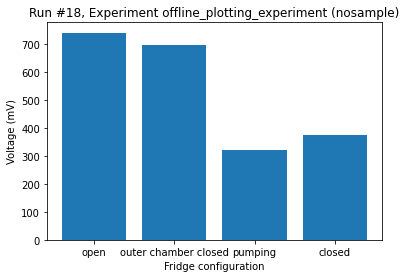 Run #18, Experiment offline_plotting_experiment (nosample)
Voltage (mV)
700
600
500
400
300
200
100
0
open outer chamber closed pumping closed
Fridge configuration